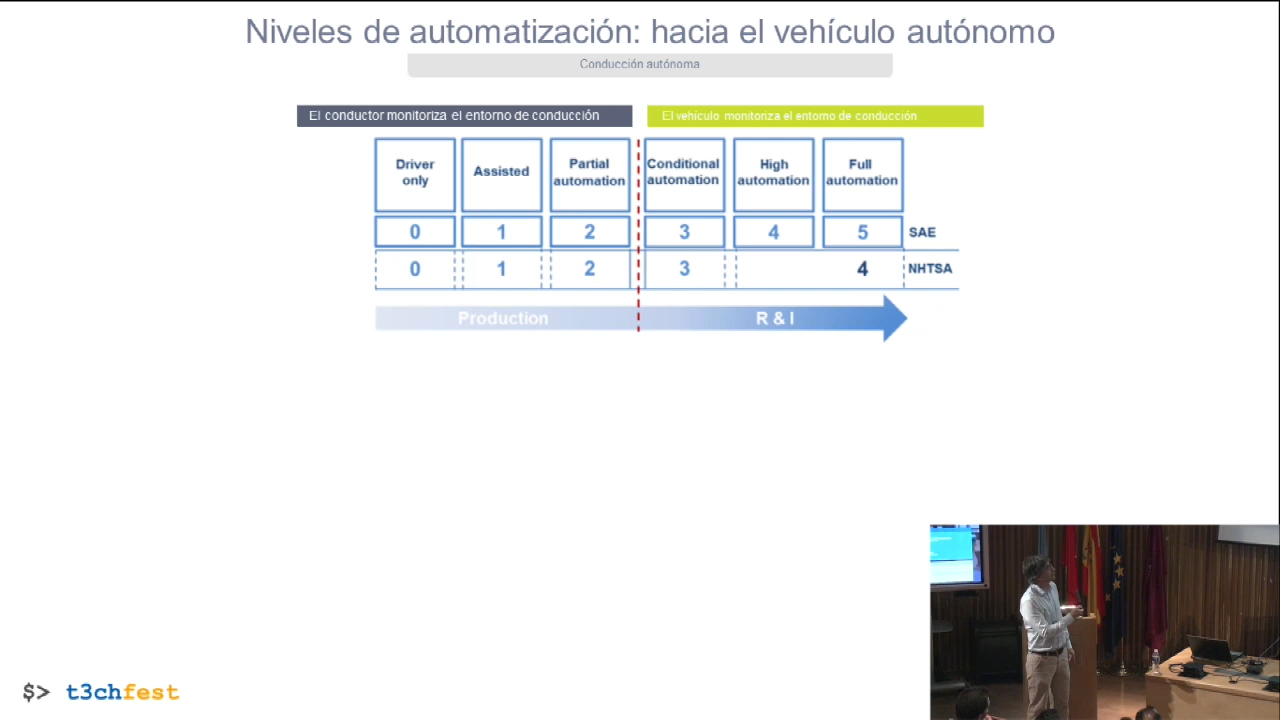 Niveles de automatización: hacia el vehículo autónomo
Conducción autónoma
El conductor monitoriza el entorno de conducción
El vehículo monitoriza el entorno de conducción
Driver only
Assisted
Partial automation
Conditional automation
High automation
Full automation
0 1 2 3 4 5 SAE
0 1 2 3 4 NHTSA
Production
R & I
$> t3chfest